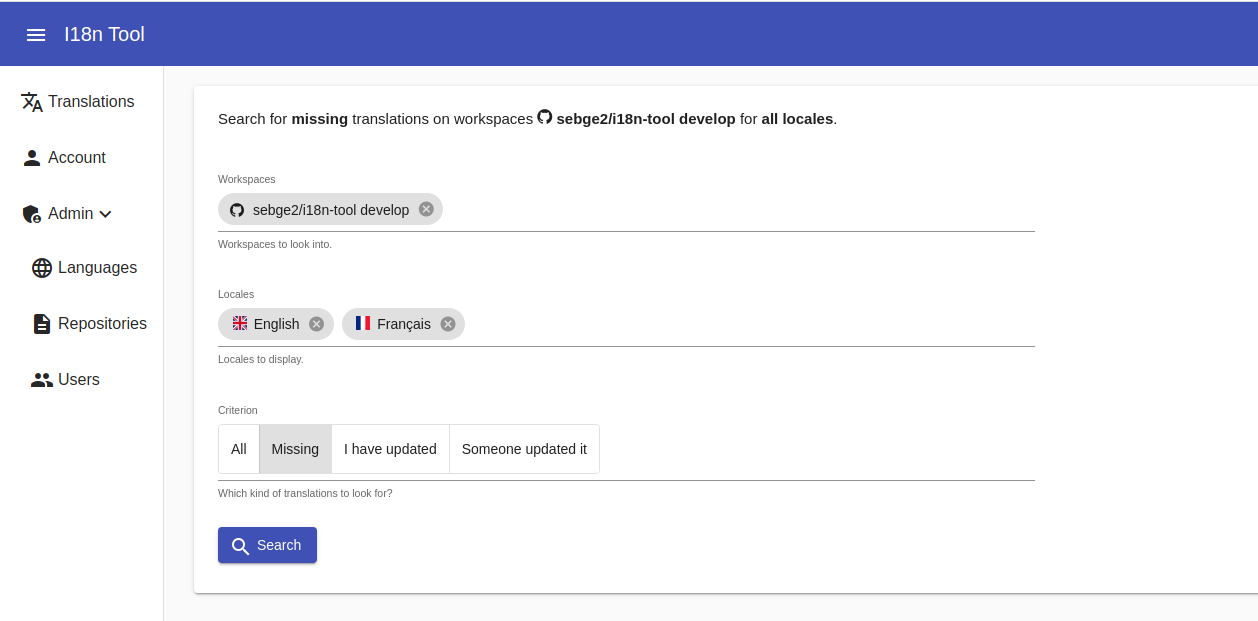 I18n Tool
Translations
Account
Admin
Languages
Repositories
Users
Search for missing translations on workspaces sebge2/i18n-tool develop for all locales.
Workspaces
sebge2/i18n-tool develop
Workspaces to look into.
Locales
English Français
Locales to display.
Criterion
All Missing I have updated Someone updated it
Which kind of translations to look for?
Search